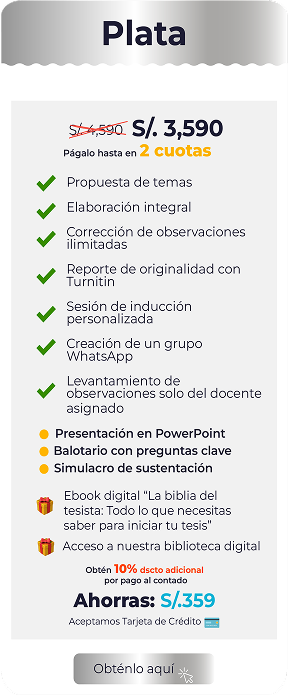 Plata
S/. 4,590 S/. 3,590
Págalo hasta en 2 cuotas
Propuesta de temas
Elaboración integral
Corrección de observaciones
ilimitadas
Reporte de originalidad con
Turnitin
Sesión de inducción
personalizada
Creación de un grupo
WhatsApp
Levantamiento de
observaciones solo del docente
asignado
Presentación en PowerPoint
Balotario con preguntas clave
Simulacro de sustentación
Ebook digital “La biblia del
tesista: Todo lo que necesitas
saber para iniciar tu tesis”
Acceso a nuestra biblioteca digital
Obtén 10% dscto adicional
por pago al contado
Ahorras: S/.359
Aceptamos Tarjeta de Crédito
Obténlo aquí